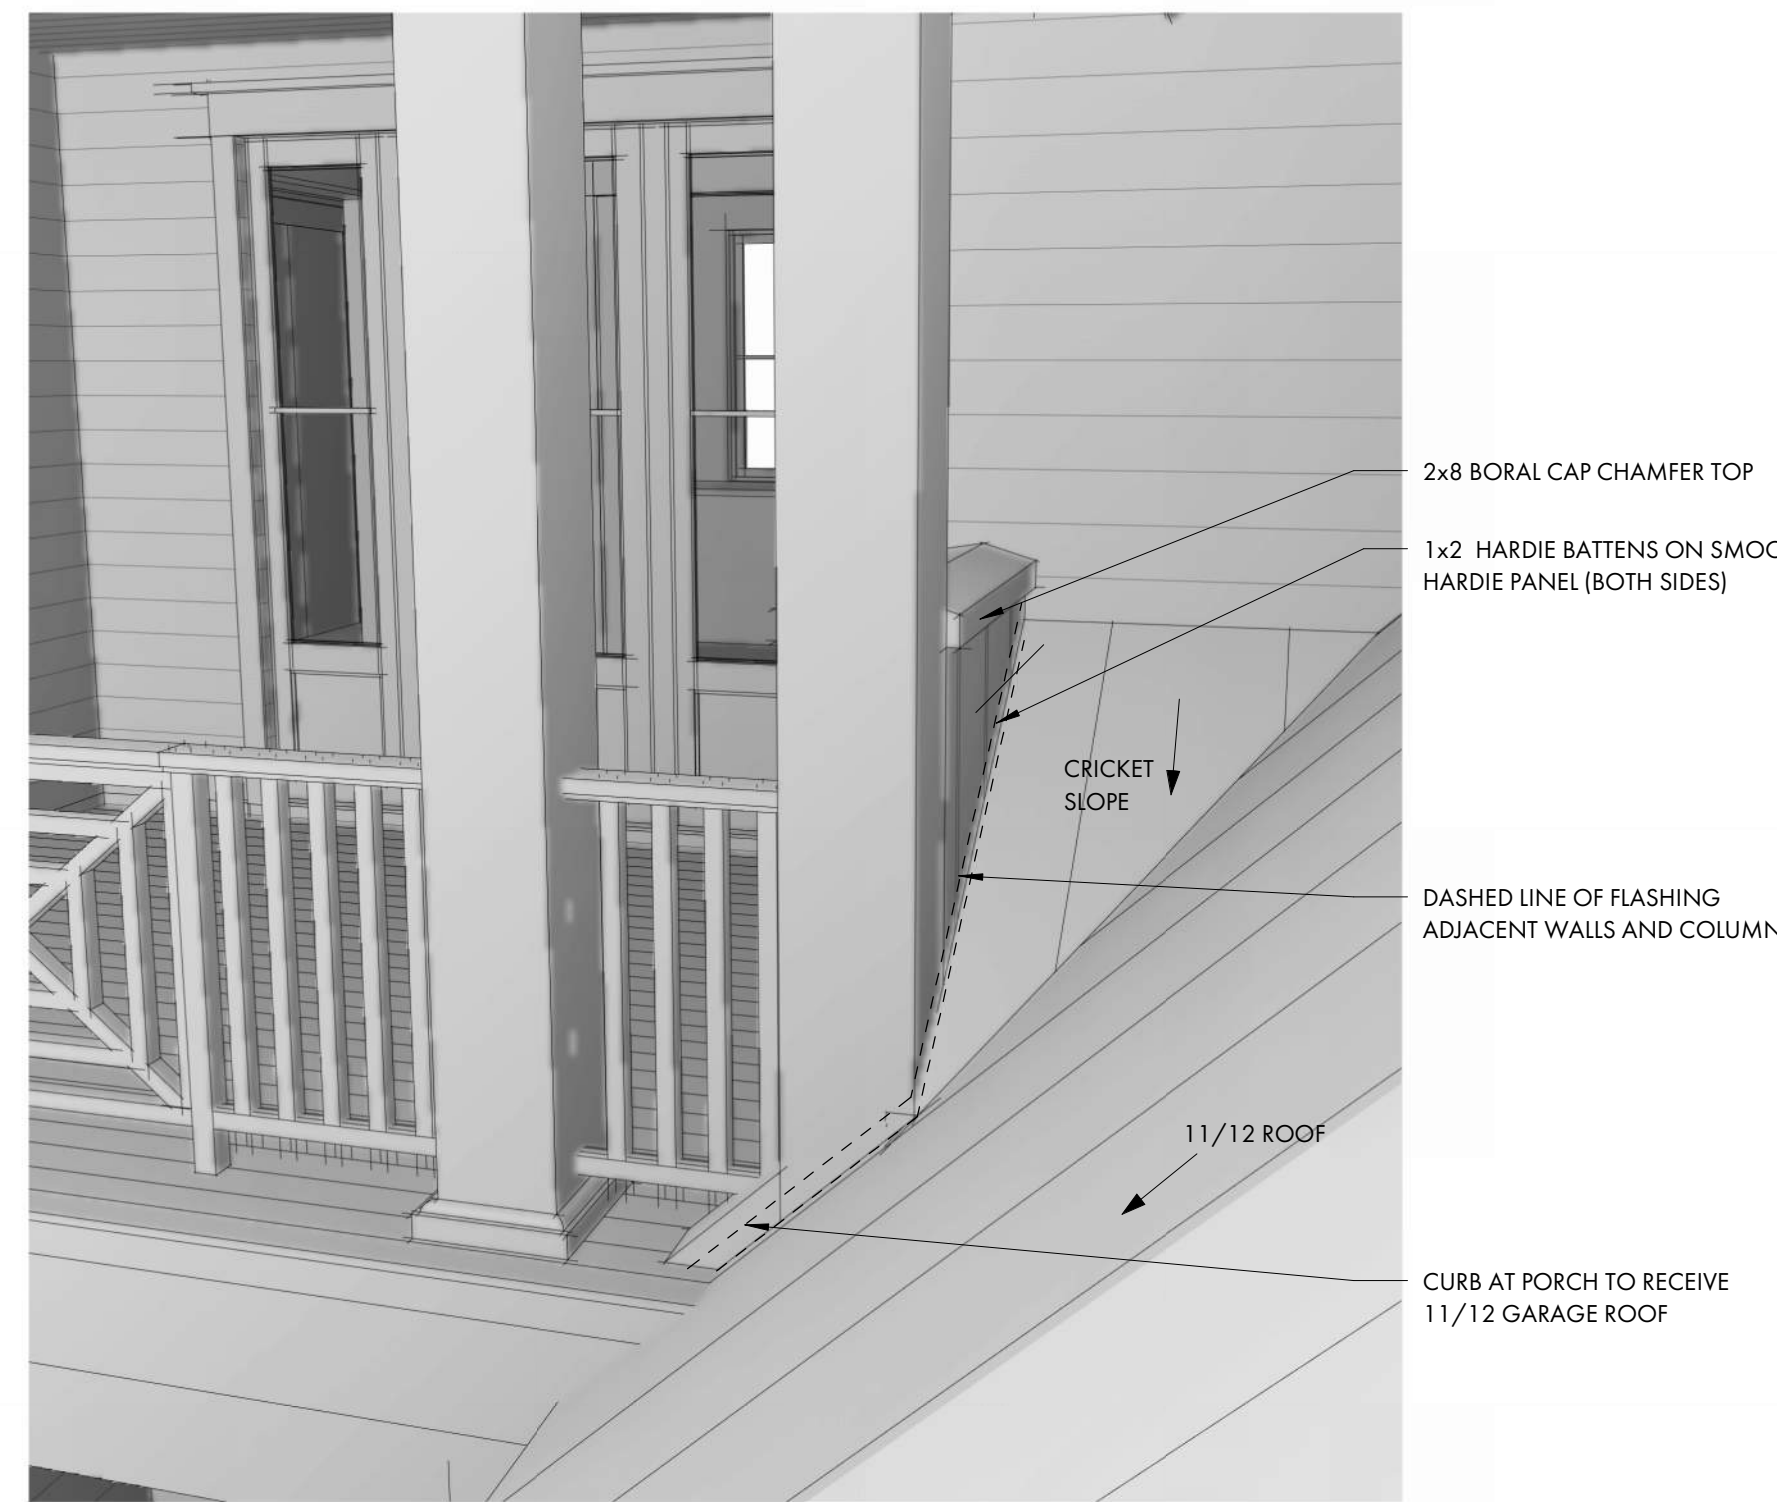 2x8 BORAL CAP CHAMFER TOP
1x2 HARDIE BATTENS ON
HARDIE PANEL (BOTH SIDES)
CRICKET
SLOPE
DASHED LINE OF FLASHING
ADJACENT WALLS AND COLUMN
11/12 ROOF
CURB AT PORCH TO RECEIVE
11/12 GARAGE ROOF